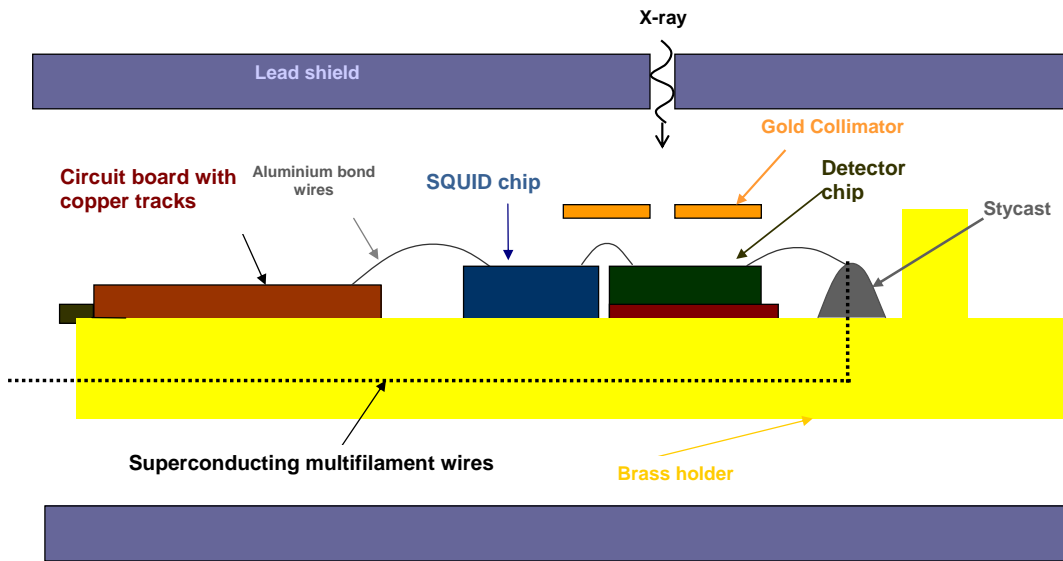 X-ray
Lead shield
Gold Collimator
Circuit board with
copper tracks
Aluminium bond
wires
SQUID chip
Detector
chip
Stycast
Superconducting multifilament wires
Brass holder